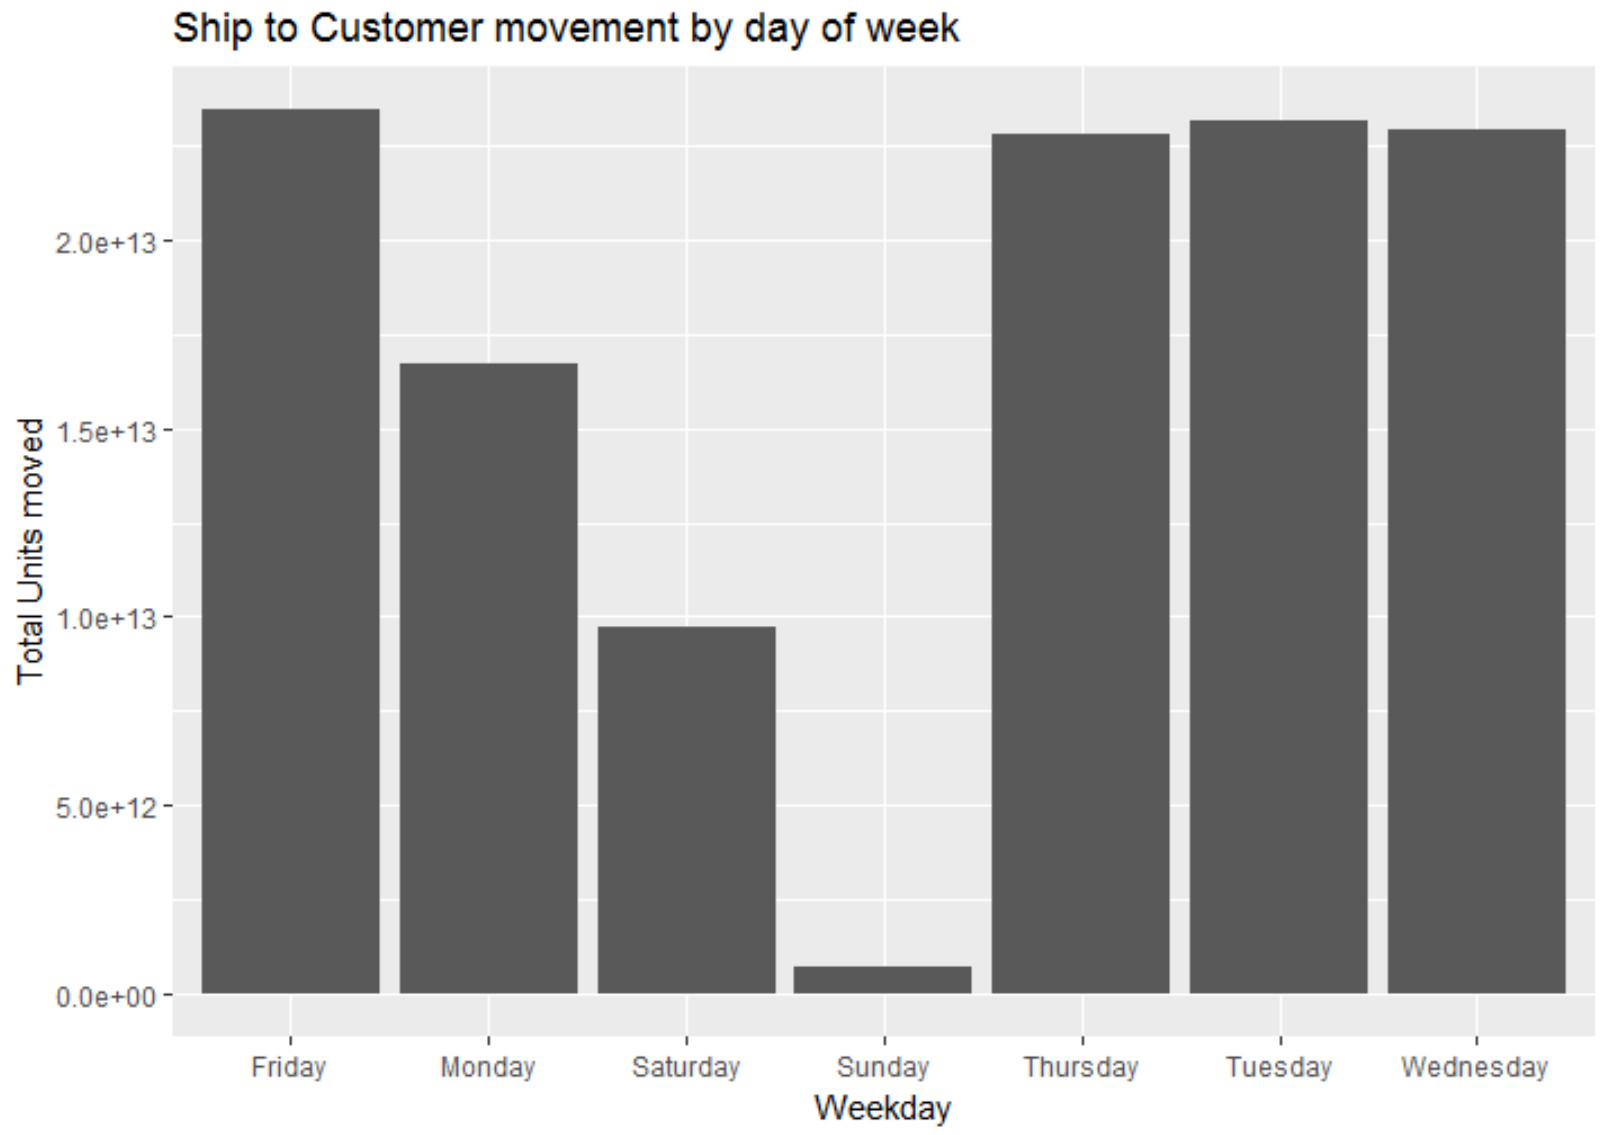 Ship to Customer movement by day of week
Total Units moved
2.0e+13
1.5e+13
1.0e+13
5.0e+12
0.0e+00
Friday Monday Saturday Sunday Thursday Tuesday Wednesday
Weekday